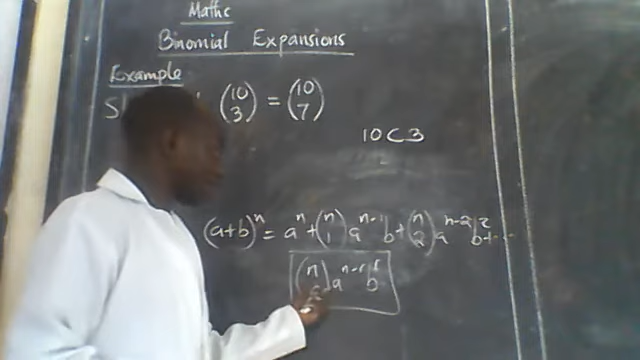 Maths
Binomial Expansions
Example
(10 3) = (10 7)
10C3
(a+b)^n = a^n + (n 1) a^n-1 b + (n 2) a^n-2 b^2 + ...
a^n-r b^r